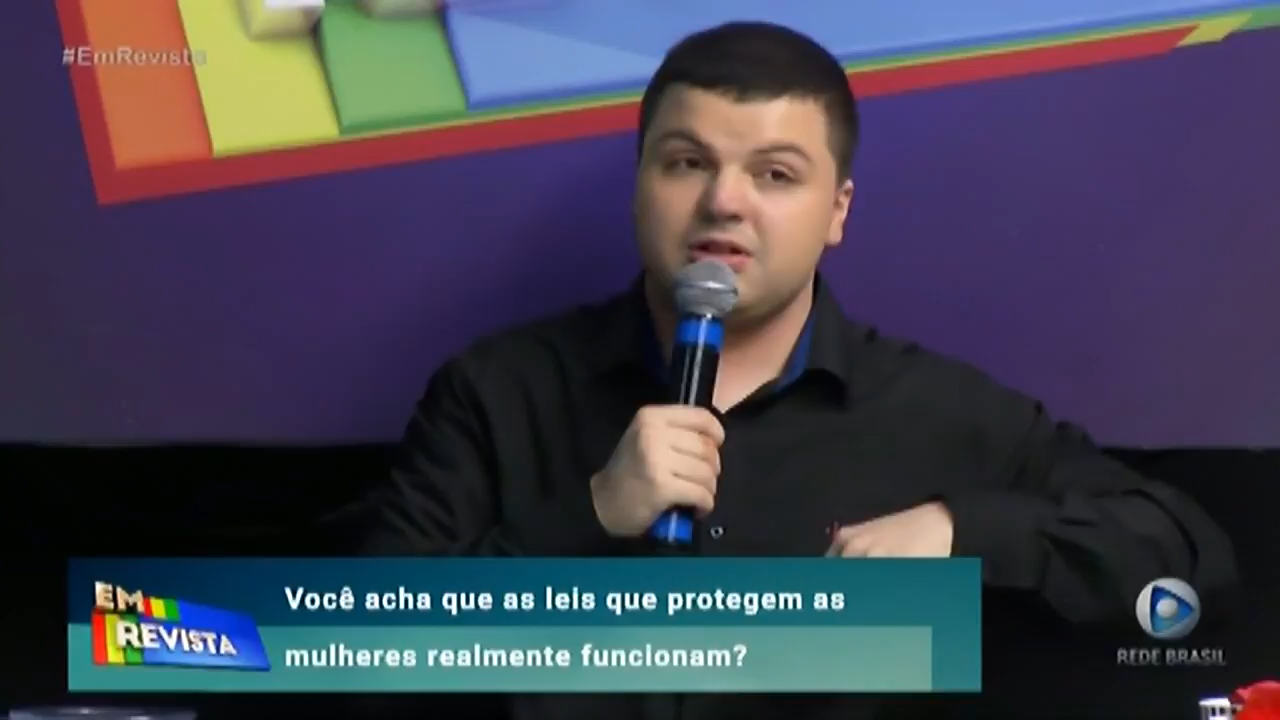 #EmRevista
EM
REVISTA
Você acha que as leis que protegem as
mulheres realmente funcionam?
REDE BRASIL